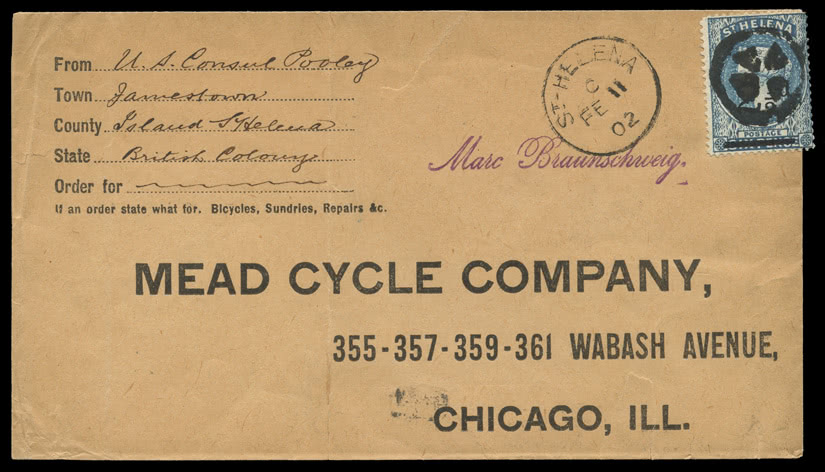 From U. S. Consul Pooley
Town Jamestown
County Island St Helena
State British Colony
Order for
If an order state what for. Bicycles, Sundries, Repairs &c.
ST-HELENA
C
FE 11
02
ST HELENA
POSTAGE
Marc Braunschweig.
MEAD CYCLE COMPANY,
355-357-359-361 WABASH AVENUE,
CHICAGO, ILL.